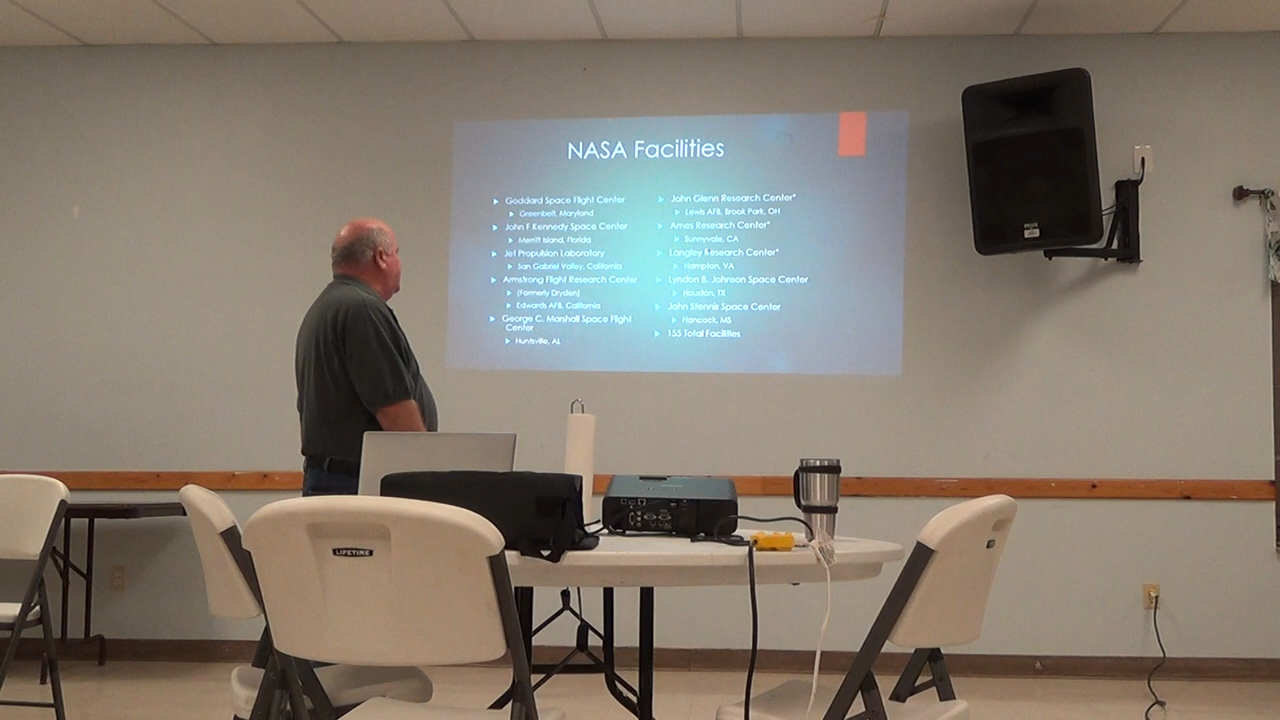 NASA Facilities
Goddard Space Flight Center
Greenbelt, Maryland
John F Kennedy Space Center
Merritt Island, Florida
Jet Propulsion Laboratory
San Gabriel Valley, California
Armstrong Flight Research Center
(Formerly Dryden)
Edwards AFB, California
George C. Marshall Space Flight
Center
Huntsville, AL
John Glenn Research Center*
Lewis AFB, Brook Park, OH
Ames Research Center*
Sunnyvale, CA
Langley Research Center*
Hampton, VA
Lyndon B. Johnson Space Center
Houston, TX
John Stennis Space Center
Hancock, MS
155 Total Facilities
LIFETIME